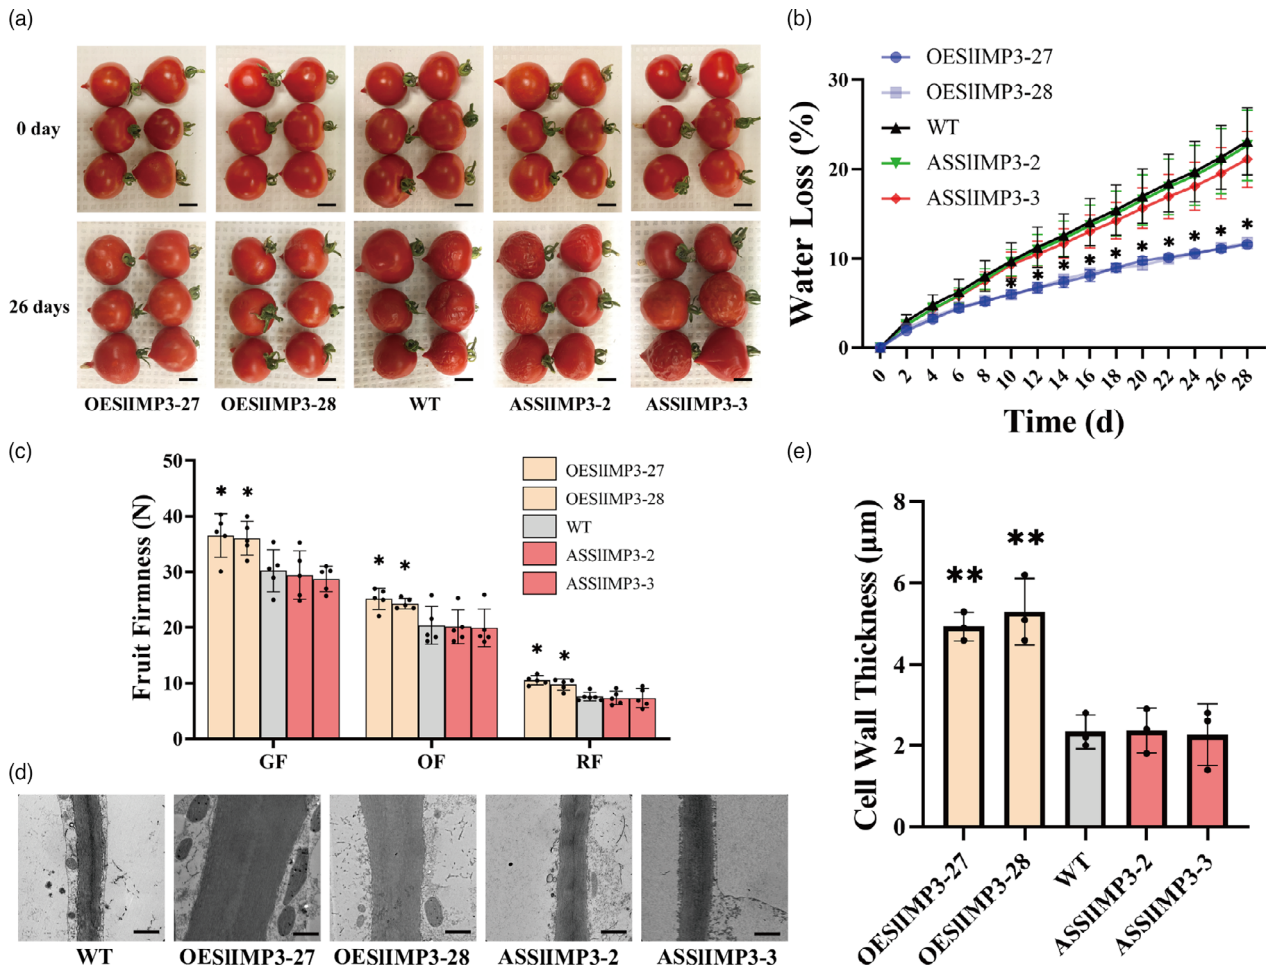 (a)
0 day
26 days
OESlIMP3-27
OESlIMP3-28
WT
ASSlIMP3-2
ASSlIMP3-3
(b)
OESlIMP3-27
OESlIMP3-28
WT
ASSlIMP3-2
ASSlIMP3-3
Water Loss (%)
30
20
10
0
0 2 4 6 8 10 12 14 16 18 20 22 24 26 28
* * * * * * * * * *
Time (d)
(c)
Fruit Firmness (N)
50
40
30
20
10
0
OESlIMP3-27
OESlIMP3-28
WT
ASSlIMP3-2
ASSlIMP3-3
* *
* *
* *
GF OF RF
(d)
WT
OESlIMP3-27
OESlIMP3-28
ASSlIMP3-2
ASSlIMP3-3
(e)
Cell Wall Thickness (μm)
8
6
4
2
0
** **
OESlIMP3-27
OESlIMP3-28
WT
ASSlIMP3-2
ASSlIMP3-3